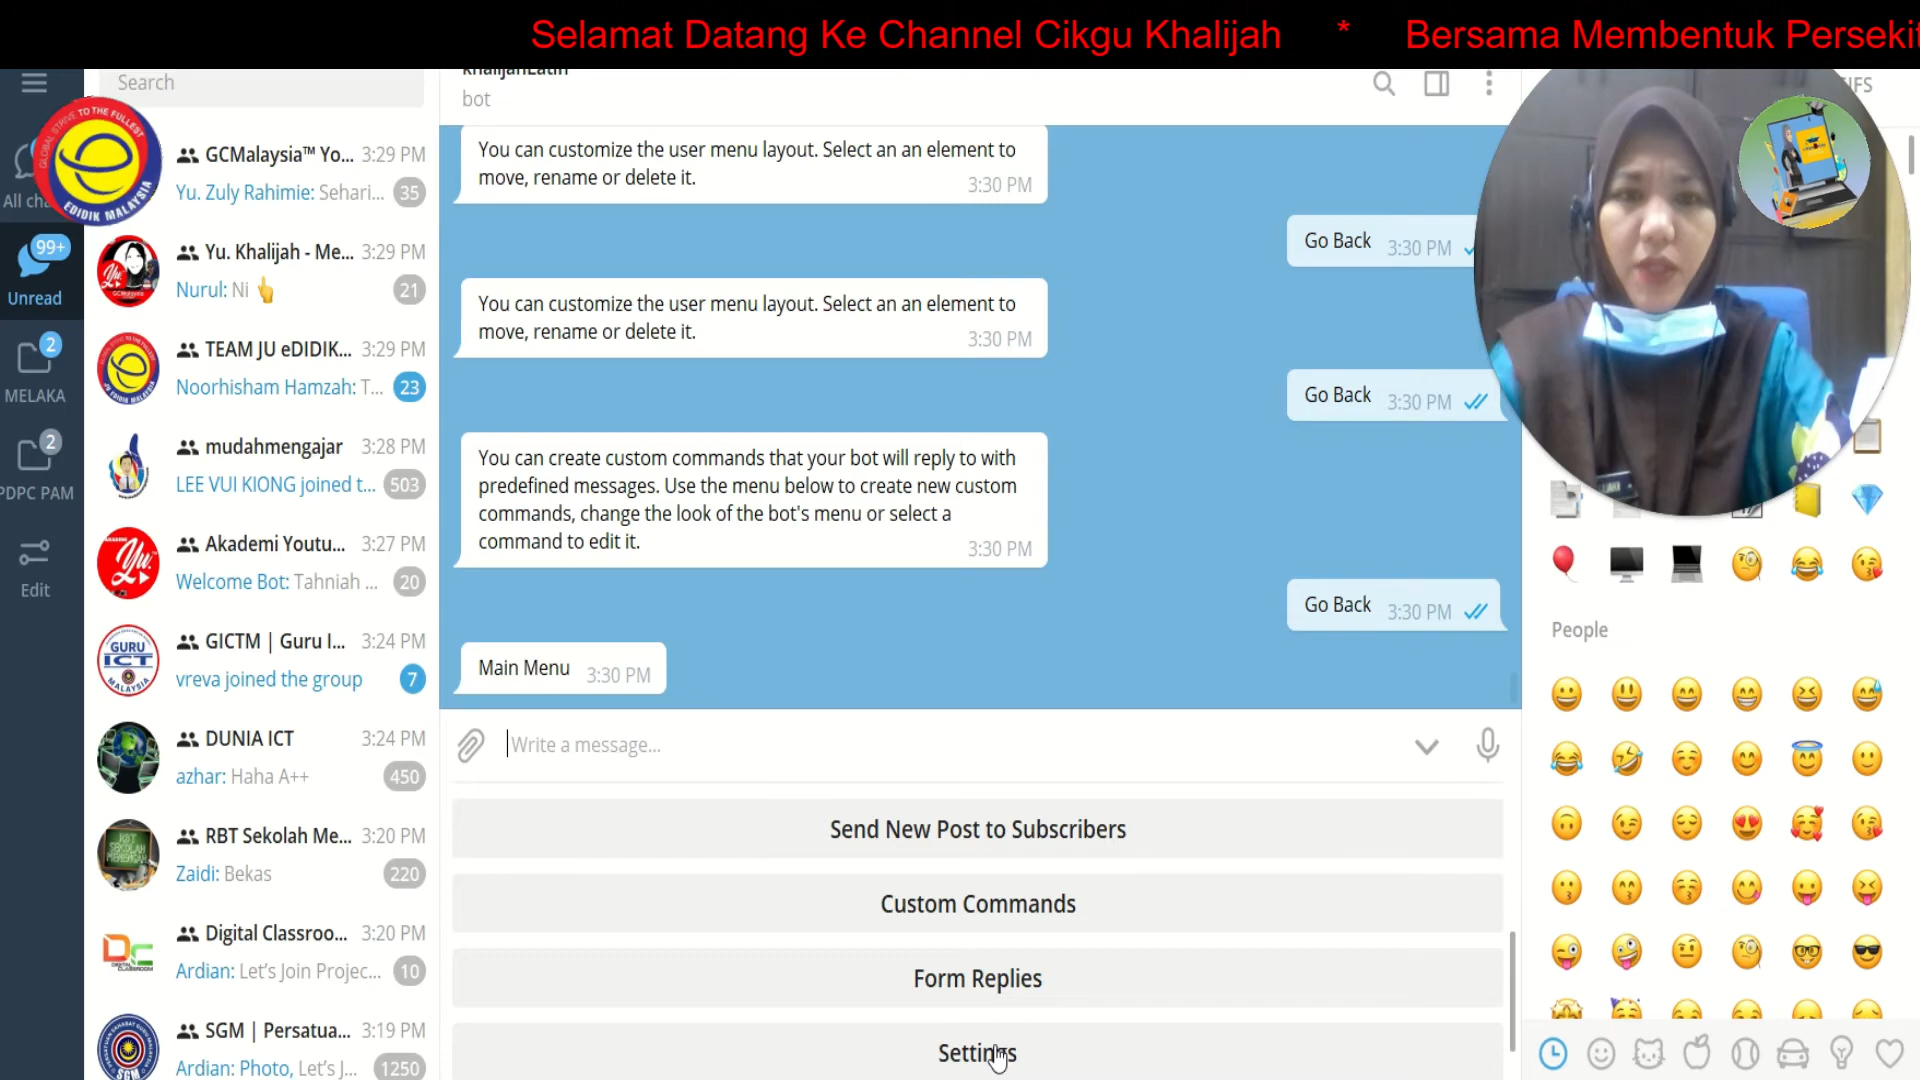 Selamat Datang Ke Channel Cikgu Khalijah * Bersama Membentuk Perseki
Search
bot
IFS
GLOBAL STRIVE TO THE FULLEST
EDIDIK MALAYSIA
All cha
99+
Unread
2
MELAKA
2
PDPC PAM
Edit
GCMalaysia™ Yo... 3:29 PM
Yu. Zuly Rahimie: Sehari... 35
Yu. Khalijah - Me... 3:29 PM
Nurul: Ni 👆 21
TEAM JU eDIDIK... 3:29 PM
Noorhisham Hamzah: T... 23
mudahmengajar 3:28 PM
LEE VUI KIONG joined t... 503
Akademi Youtu... 3:27 PM
Welcome Bot: Tahniah ... 20
GICTM | Guru I... 3:24 PM
vreva joined the group 7
GURU
ICT
DUNIA ICT 3:24 PM
azhar: Haha A++ 450
RBT Sekolah Me... 3:20 PM
Zaidi: Bekas 220
Digital Classroo... 3:20 PM
Ardian: Let's Join Projec... 10
SGM | Persatua... 3:19 PM
Ardian: Photo, Let's J... 1250
SGM
You can customize the user menu layout. Select an an element to
move, rename or delete it. 3:30 PM
Go Back 3:30 PM
You can customize the user menu layout. Select an an element to
move, rename or delete it. 3:30 PM
Go Back 3:30 PM
You can create custom commands that your bot will reply to with
predefined messages. Use the menu below to create new custom
commands, change the look of the bot's menu or select a
command to edit it. 3:30 PM
Go Back 3:30 PM
Main Menu 3:30 PM
Write a message...
Send New Post to Subscribers
Custom Commands
Form Replies
Settings
People